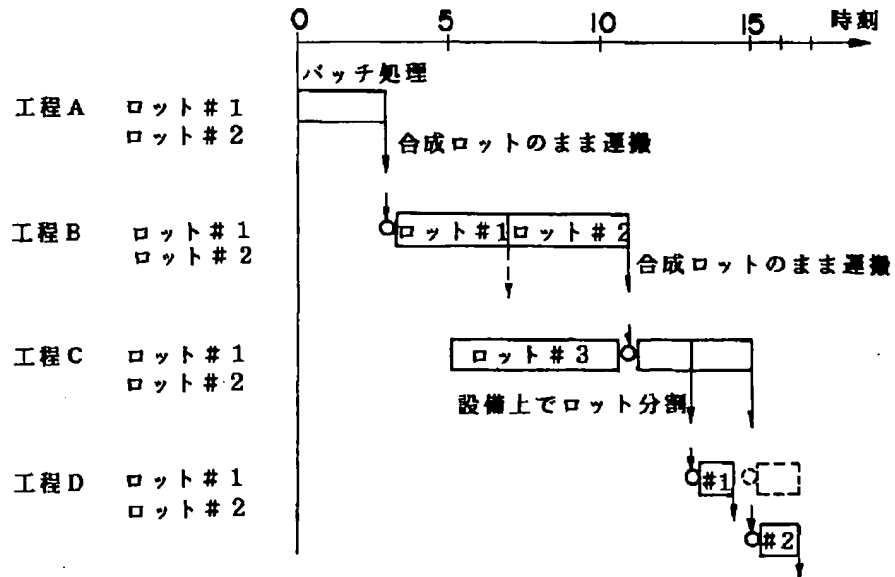 0 5 10 15 時刻
バッチ処理
工程A ロット#1
ロット#2
合成ロットのまま運搬
工程B ロット#1 ロット#1 ロット#2
ロット#2
合成ロットのまま運搬
工程C ロット#1 ロット#3
ロット#2
設備上でロット分割
工程D ロット#1 #1
ロット#2
#2